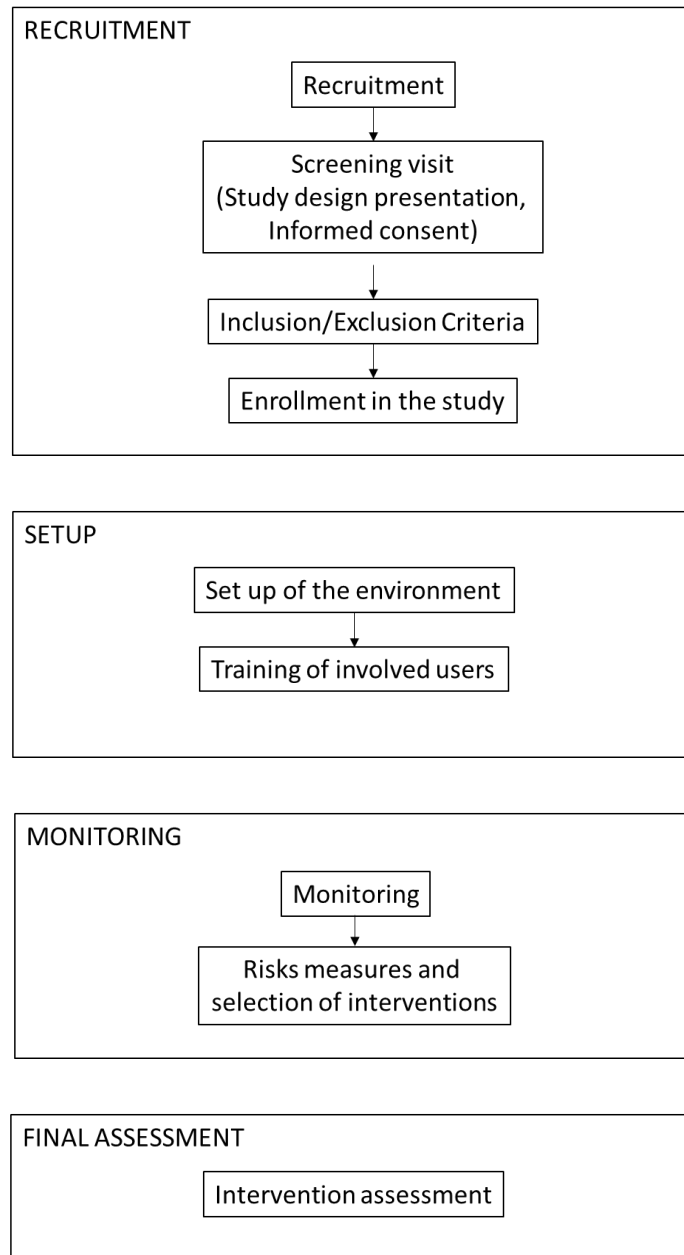 RECRUITMENT
Recruitment
Screening visit
(Study design presentation,
Informed consent)
Inclusion/Exclusion Criteria
Enrollment in the study
SETUP
Set up of the environment
Training of involved users
MONITORING
Monitoring
Risks measures and
selection of interventions
FINAL ASSESSMENT
Intervention assessment